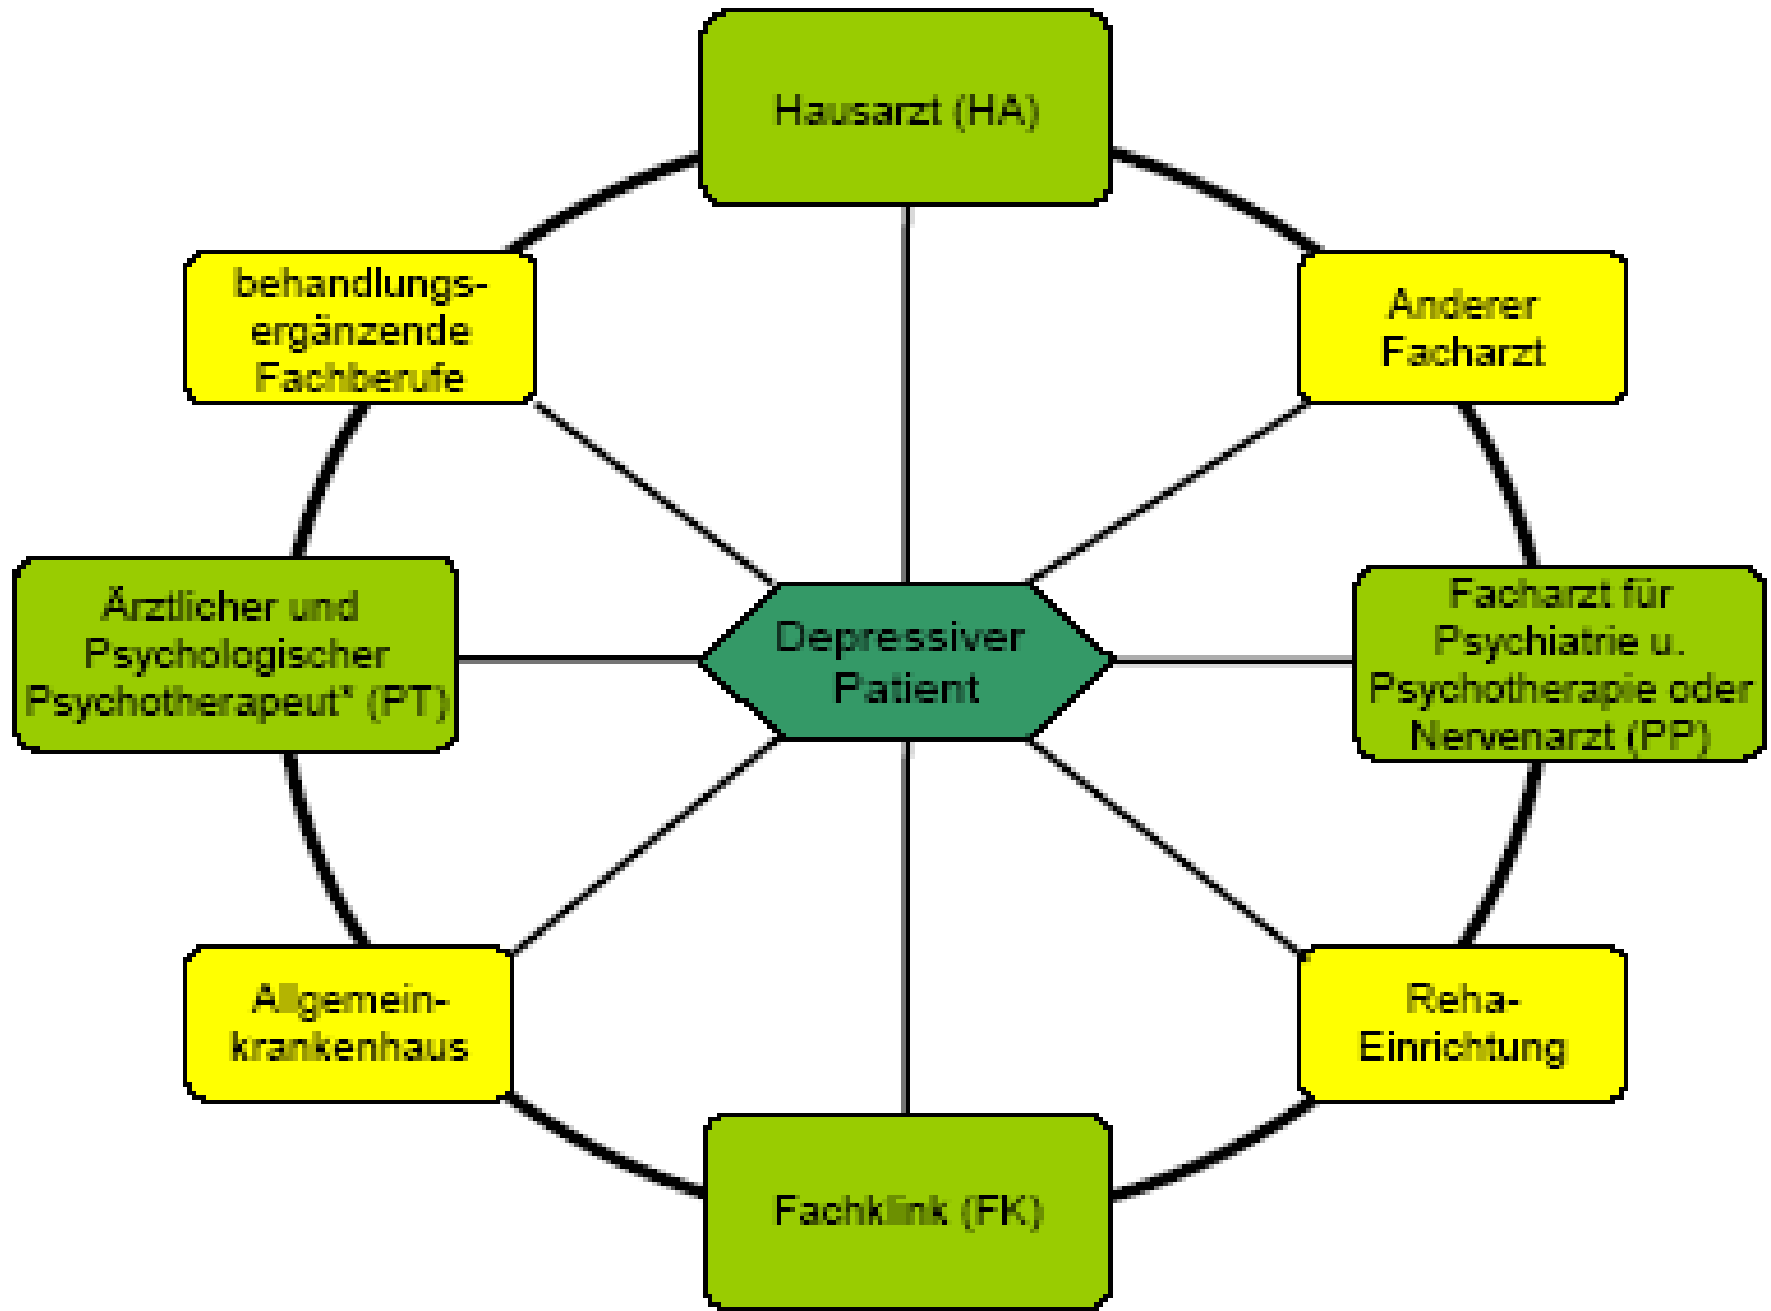 Hausarzt (HA)
behandlungs-
ergänzende
Fachberufe
Anderer
Facharzt
Ärztlicher und
Psychologischer
Psychotherapeut* (PT)
Depressiver
Patient
Facharzt für
Psychiatrie u.
Psychotherapie oder
Nervenarzt (PP)
Allgemein-
krankenhaus
Reha-
Einrichtung
Fachklink (FK)